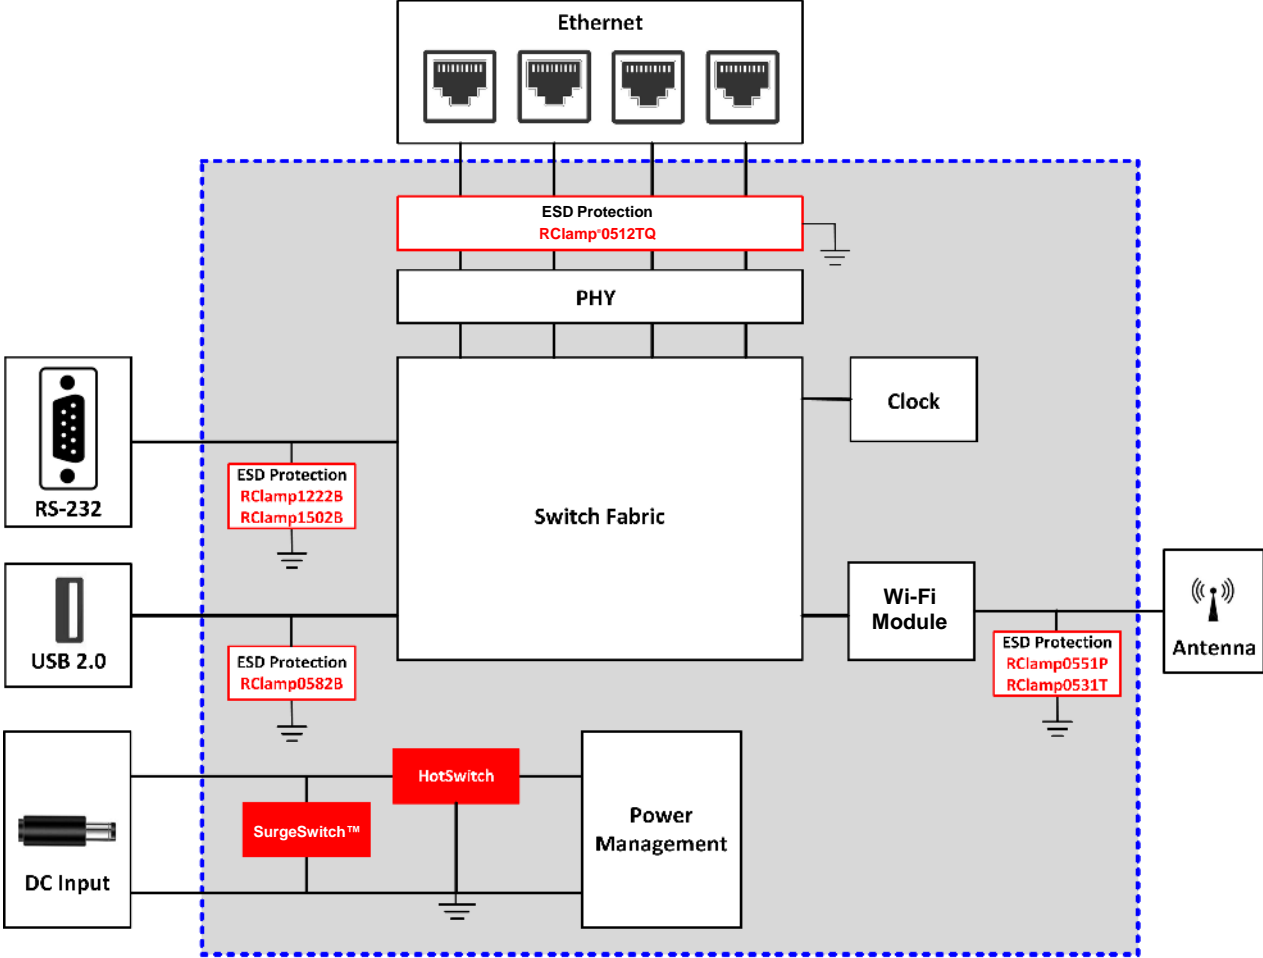 Ethernet
ESD Protection
RClamp®0512TQ
PHY
Switch Fabric
Clock
RS-232
ESD Protection
RClamp1222B
RClamp1502B
USB 2.0
ESD Protection
RClamp0582B
Wi-Fi
Module
ESD Protection
RClamp0551P
RClamp0531T
Antenna
DC Input
SurgeSwitch™
HotSwitch
Power
Management